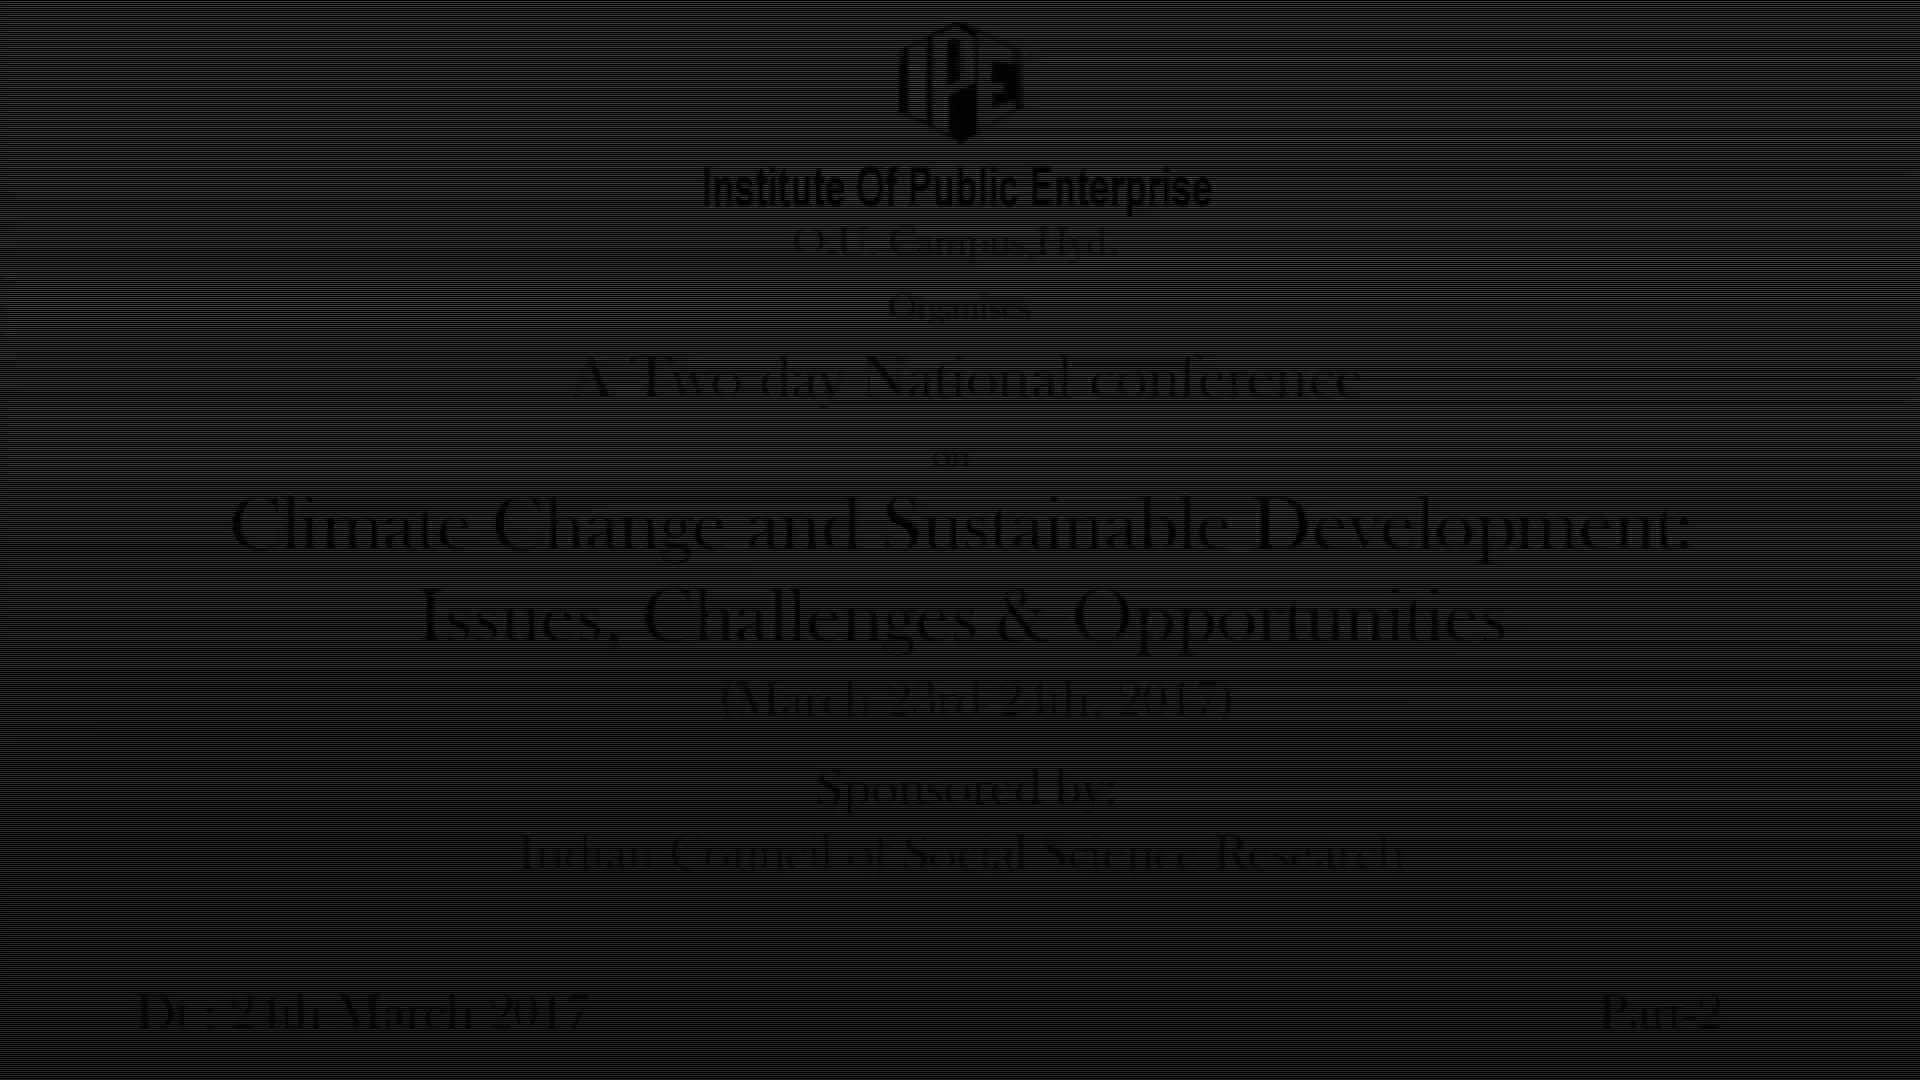 IPE
Institute Of Public Enterprise
O.U. Campus,Hyd.
Organises
A Two day National conference
on
Climate Change and Sustainable Development:
Issues, Challenges & Opportunities
(March 23rd-24th, 2017)
Sponsored by:
Indian Council of Social Science Research
Dt : 24th March 2017
Part-2